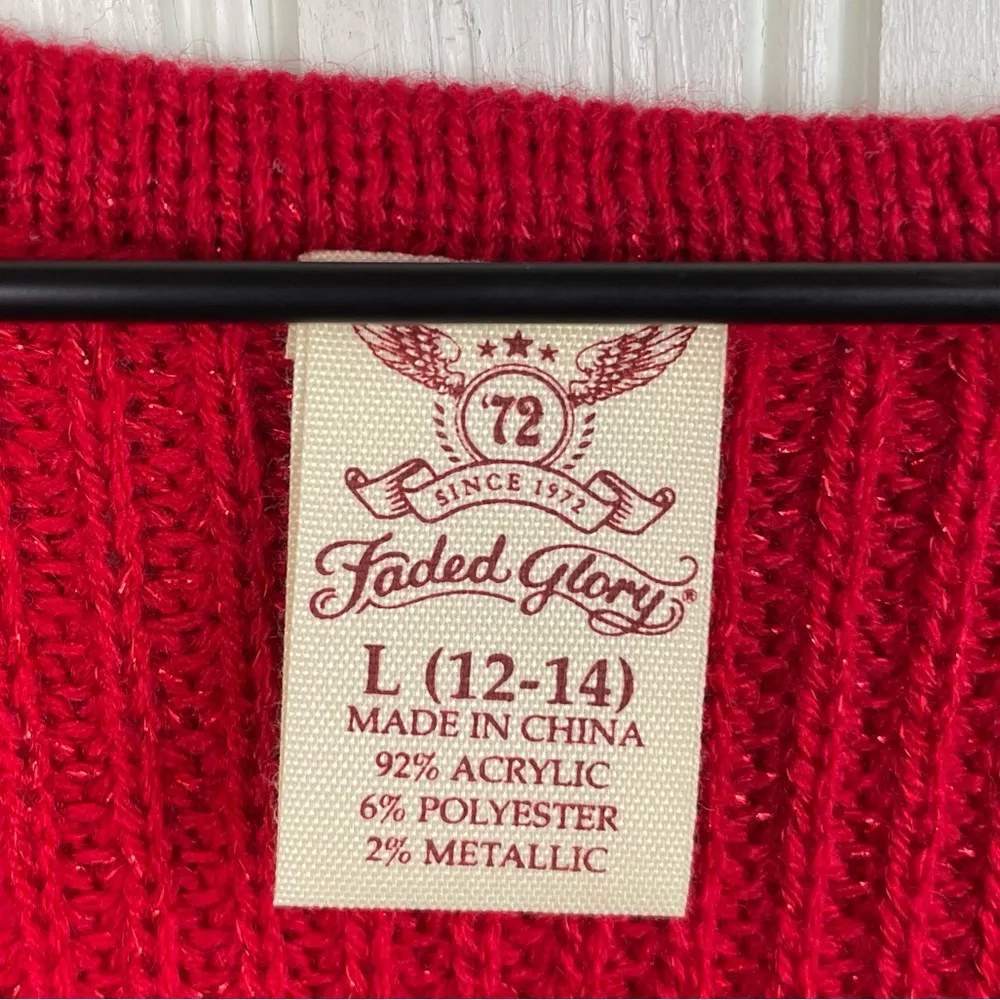 '72
SINCE 1972
Faded Glory®
L (12-14)
MADE IN CHINA
92% ACRYLIC
6% POLYESTER
2% METALLIC